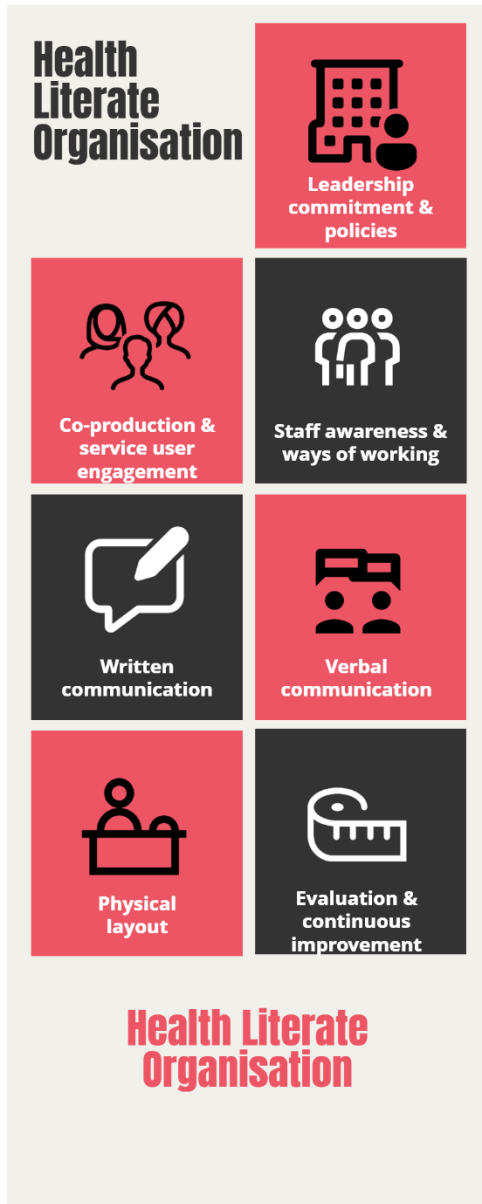 Health
Literate
Organisation
Leadership
commitment &
policies
Co-production &
service user
engagement
Staff awareness &
ways of working
Written
communication
Verbal
communication
Physical
layout
Evaluation &
continuous
improvement
Health Literate
Organisation